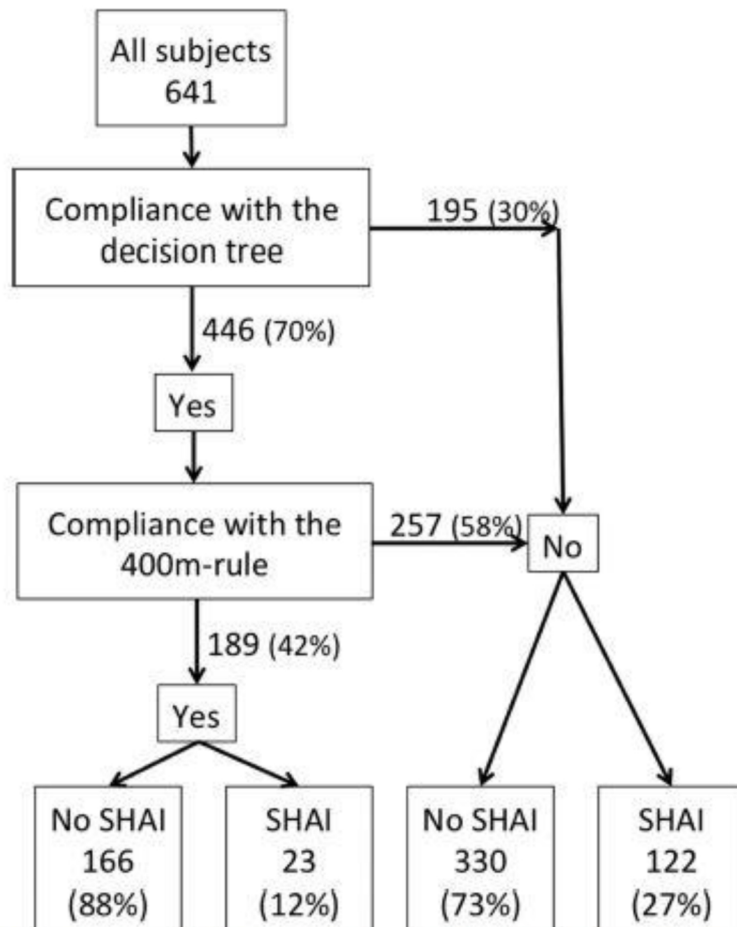 All subjects
641
Compliance with the
decision tree
195 (30%)
446 (70%)
Yes
Compliance with the
400m-rule
257 (58%)
No
189 (42%)
Yes
No SHAI
166
(88%)
SHAI
23
(12%)
No SHAI
330
(73%)
SHAI
122
(27%)